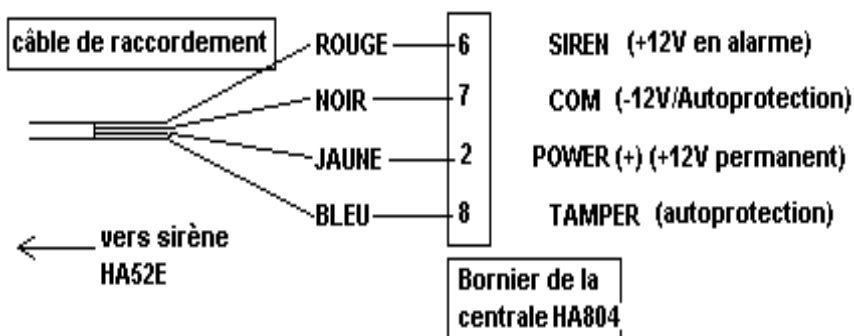 câble de raccordement
ROUGE 6 SIREN (+12V en alarme)
NOIR 7 COM (-12V/Autoprotection)
JAUNE 2 POWER (+) (+12V permanent)
BLEU 8 TAMPER (autoprotection)
vers sirène
HA52E
Bornier de la
centrale HA804